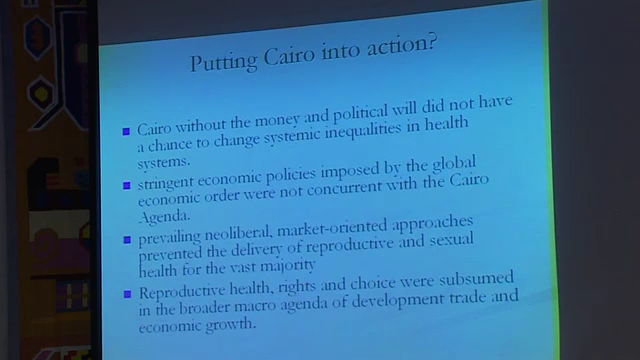 Putting Cairo into action?
Cairo without the money and political will did not have
a chance to change systemic inequalities in health
systems.
stringent economic policies imposed by the global
economic order were not concurrent with the Cairo
Agenda.
prevailing neoliberal, market-oriented approaches
prevented the delivery of reproductive and sexual
health for the vast majority
Reproductive health, rights and choice were subsumed
in the broader macro agenda of development trade and
economic growth.